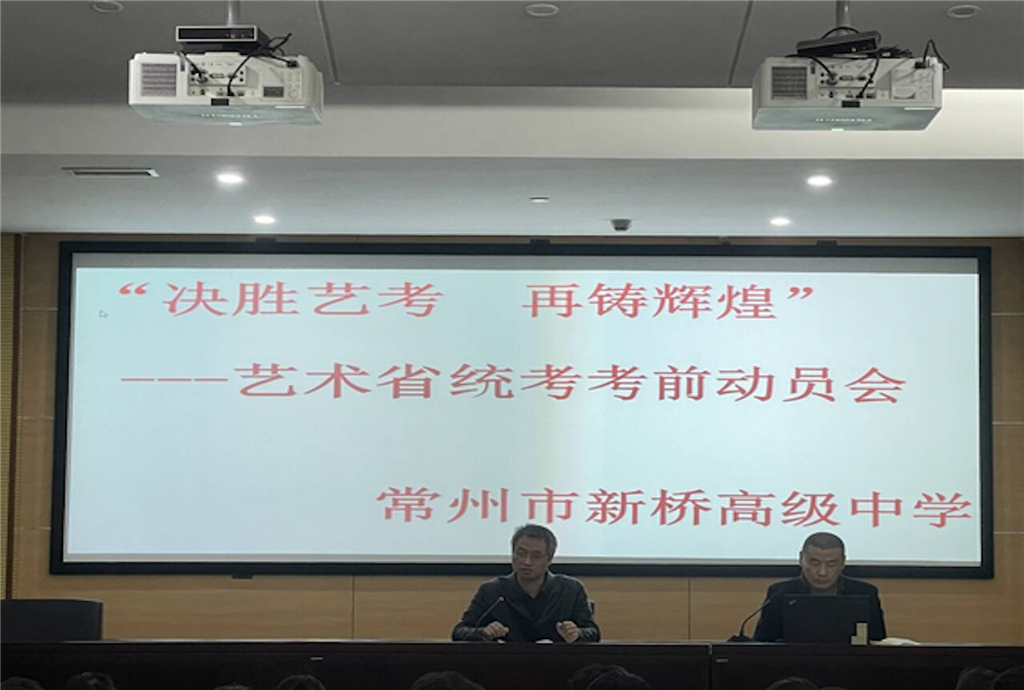 “决胜艺考 再铸辉煌”
---艺术省统考考前动员会
常州市新桥高级中学